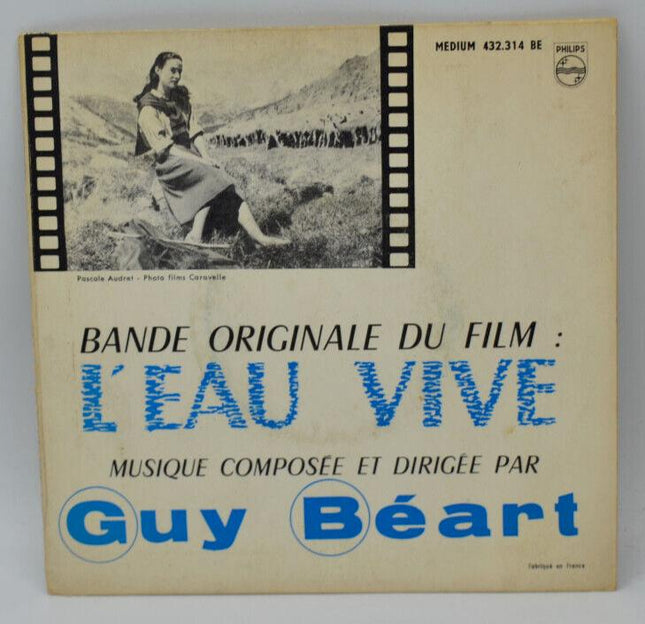 MEDIUM 432.314 BE
PHILIPS
Pascale Audret - Photo films Caravelle
BANDE ORIGINALE DU FILM :
L'EAU VIVE
MUSIQUE COMPOSÉE ET DIRIGÉE PAR
Guy Béart
Fabriqué en France